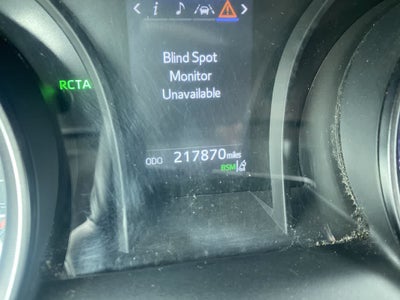 Blind Spot
Monitor
Unavailable
RCTA
ODO 217870 miles
BSM